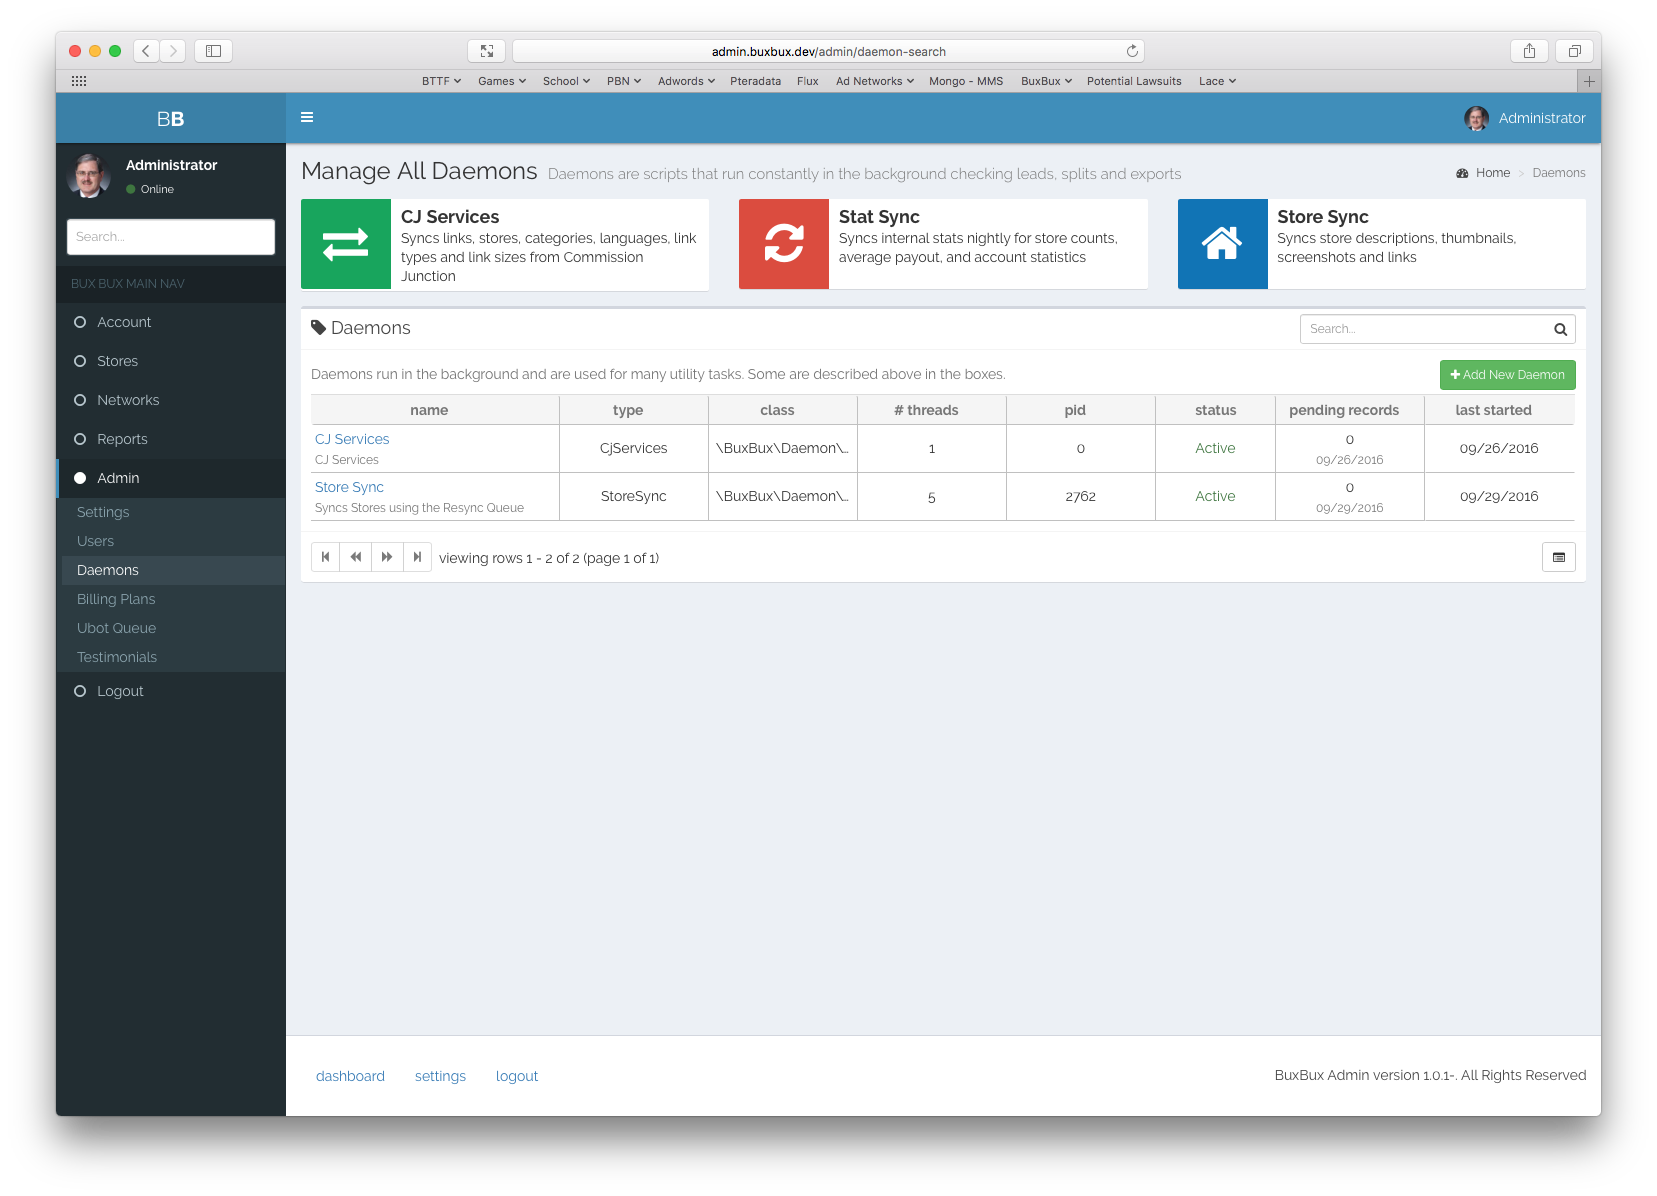 admin.buxbux.dev/admin/daemon-search
BTTF Games School PBN Adwords Pteradata Flux Ad Networks Mongo - MMS BuxBux Potential Lawsuits Lace
BB
Administrator
Administrator
Online
Search...
BUX BUX MAIN NAV
Account
Stores
Networks
Reports
Admin
Settings
Users
Daemons
Billing Plans
Ubot Queue
Testimonials
Logout
Manage All Daemons Daemons are scripts that run constantly in the background checking leads, splits and exports
Home > Daemons
CJ Services
Syncs links, stores, categories, languages, link
types and link sizes from Commission
Junction
Stat Sync
Syncs internal stats nightly for store counts,
average payout, and account statistics
Store Sync
Syncs store descriptions, thumbnails,
screenshots and links
Daemons
Search...
Daemons run in the background and are used for many utility tasks. Some are described above in the boxes.
Add New Daemon
name type class # threads pid status pending records last started
CJ Services CjServices \BuxBux\Daemon\... 1 0 Active 0 09/26/2016
CJ Services 09/26/2016
Store Sync StoreSync \BuxBux\Daemon\... 5 2762 Active 0 09/29/2016
Syncs Stores using the Resync Queue 09/29/2016
viewing rows 1 - 2 of 2 (page 1 of 1)
dashboard settings logout
BuxBux Admin version 1.0.1-. All Rights Reserved